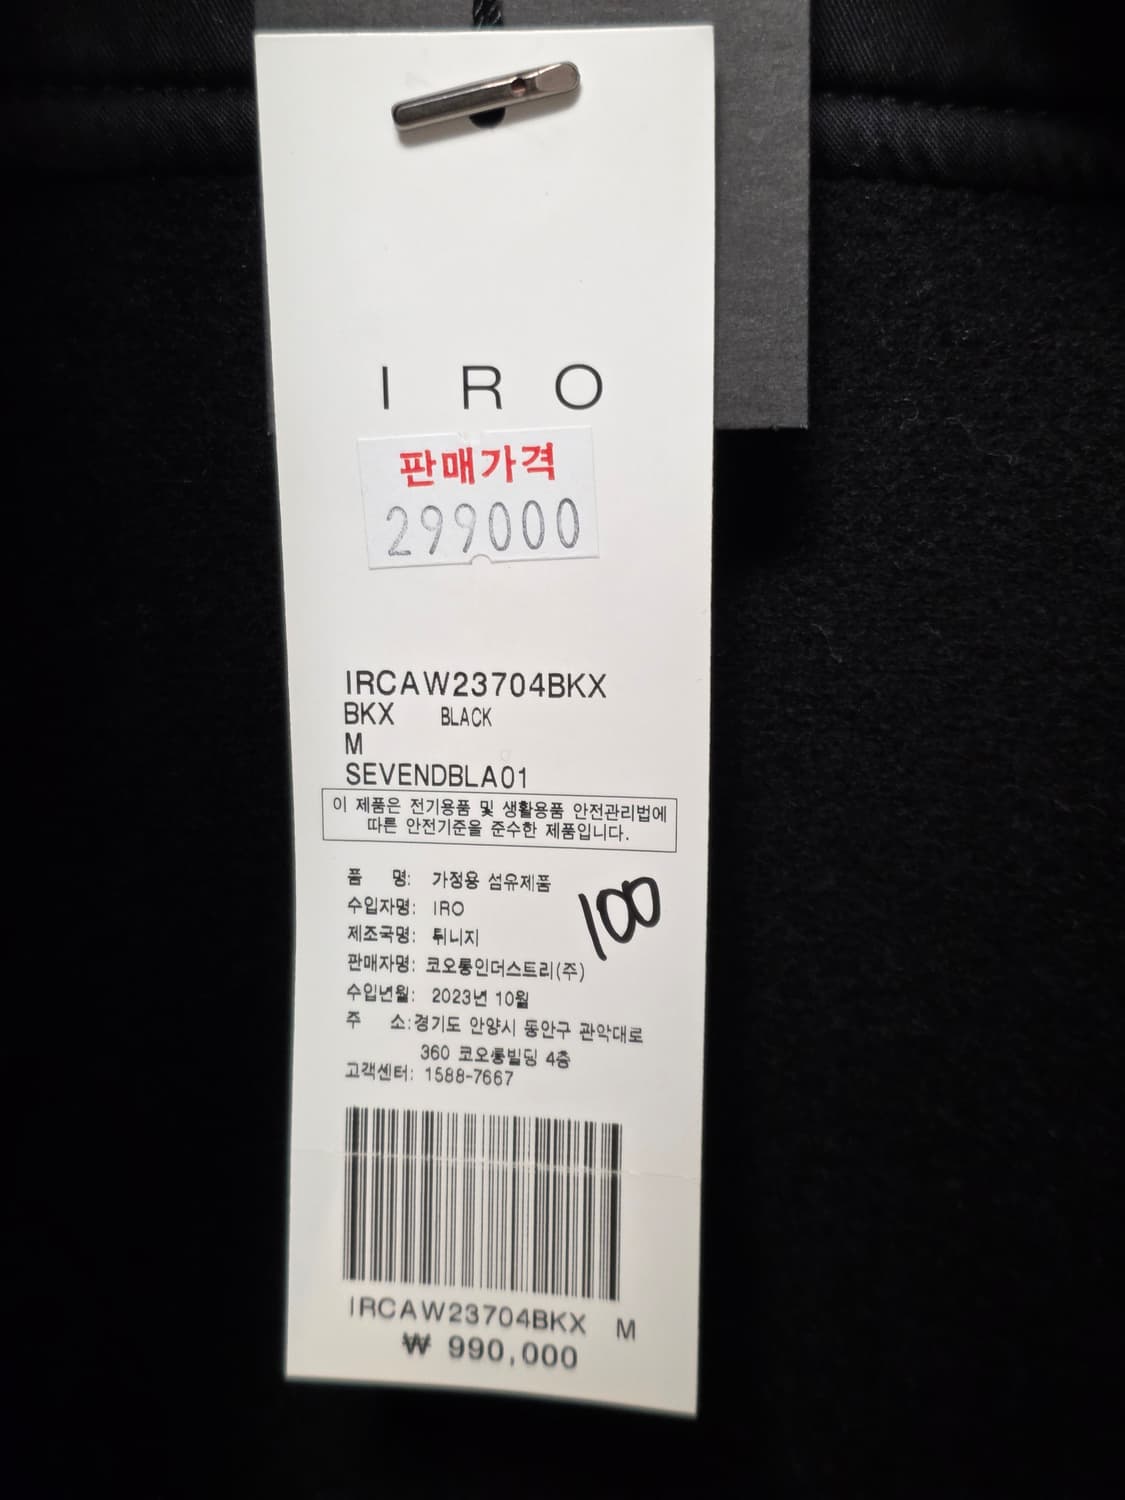 I R O
판매가격
299000
IRCAW23704BKX
BKX BLACK
M
SEVENDBLA01
이 제품은 전기용품 및 생활용품 안전관리법에
따른 안전기준을 준수한 제품입니다.
품 명: 가정용 섬유제품
100
수입자명: IRO
제조국명: 튀니지
판매자명: 코오롱인더스트리(주)
수입년월: 2023년 10월
주 소:경기도 안양시 동안구 관악대로
360 코오롱빌딩 4층
고객센터: 1588-7667
IRCAW23704BKX M
₩ 990,000